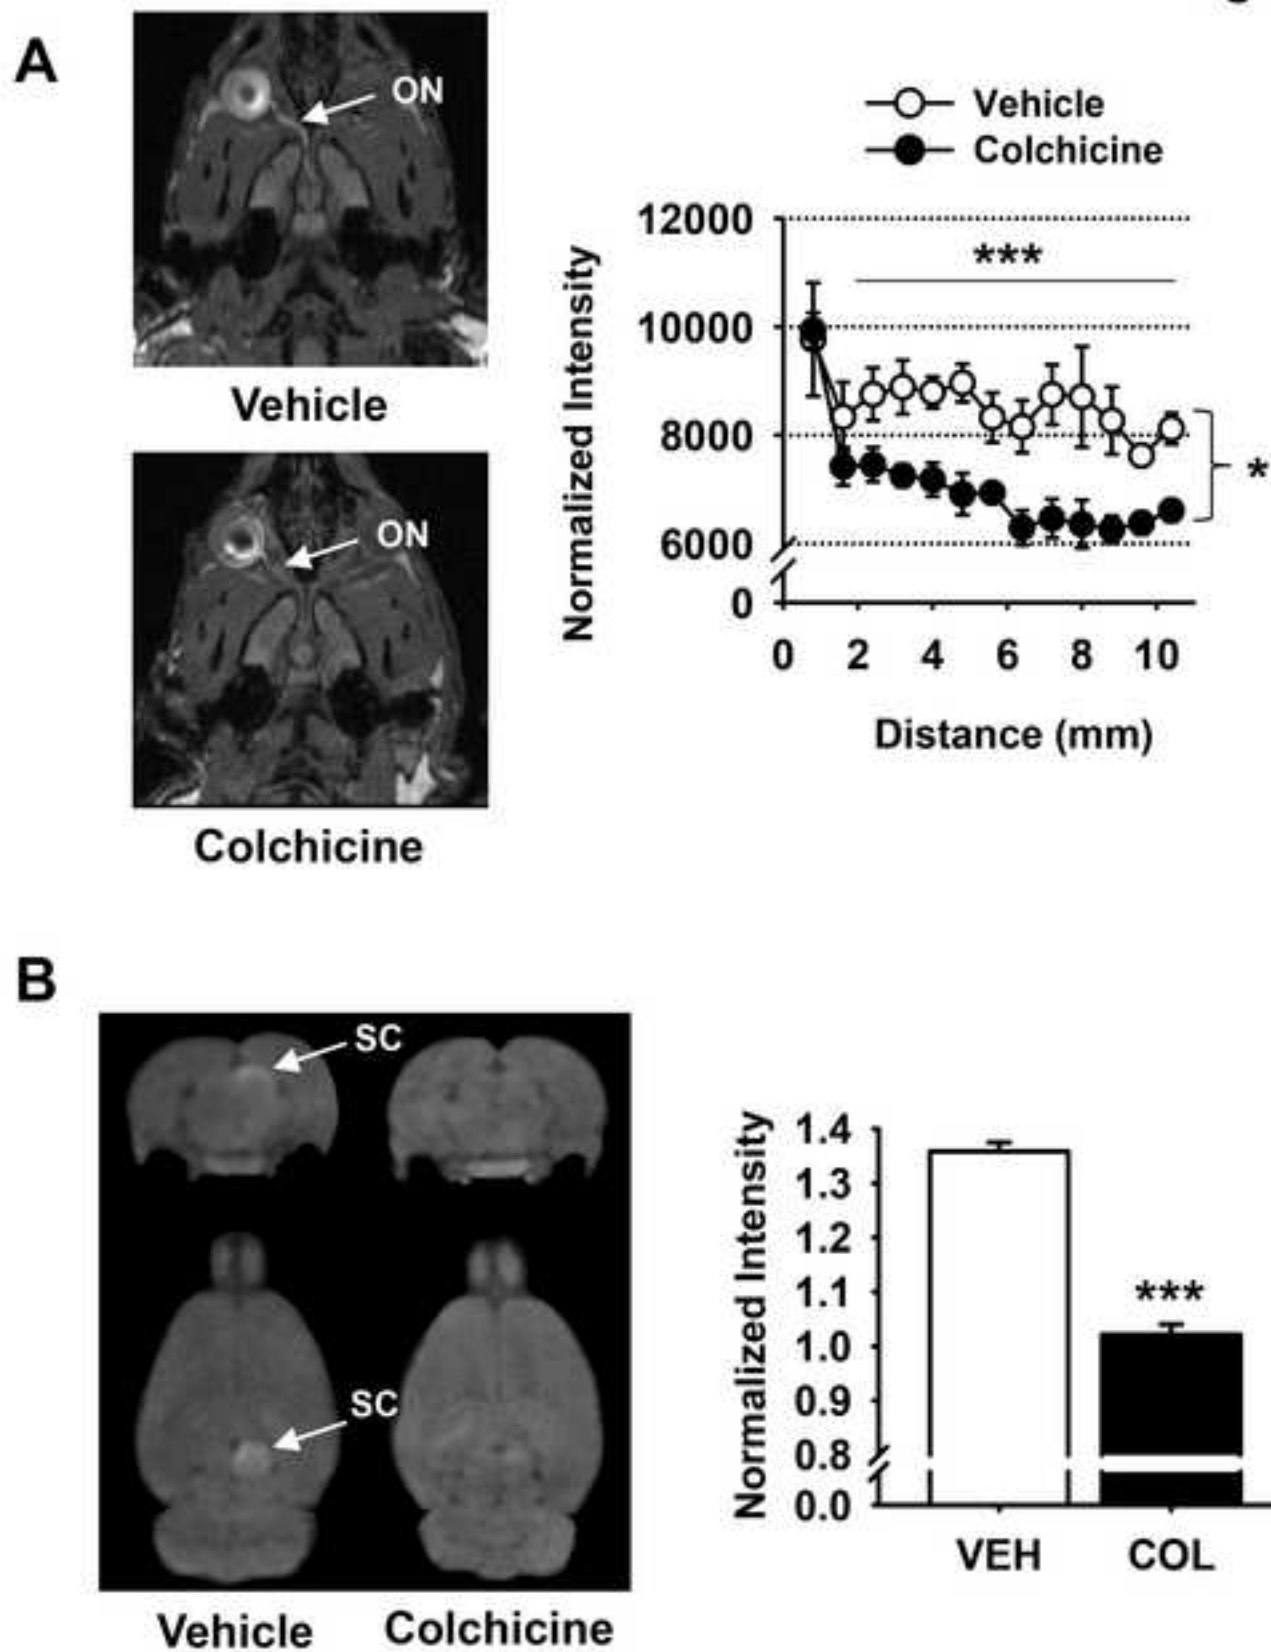 A
ON
Vehicle
ON
Colchicine
Vehicle
Colchicine
Normalized Intensity
12000
10000
8000
6000
0
***
*
0 2 4 6 8 10
Distance (mm)
B
SC
SC
Vehicle Colchicine
Normalized Intensity
1.4
1.3
1.2
1.1
1.0
0.9
0.8
0.0
***
VEH COL